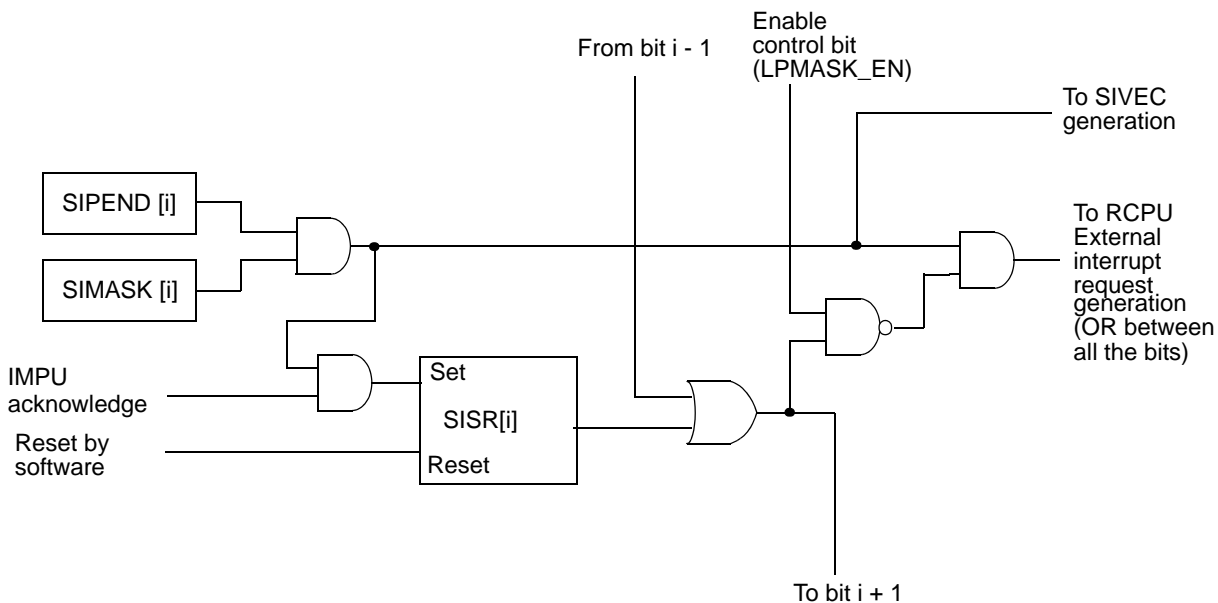 From bit i - 1
Enable
control bit
(LPMASK_EN)
To SIVEC
generation
SIPEND [i]
SIMASK [i]
To RCPU
External
interrupt
request
generation
(OR between
all the bits)
IMPU
acknowledge
Set
SISR[i]
Reset
Reset by
software
To bit i + 1